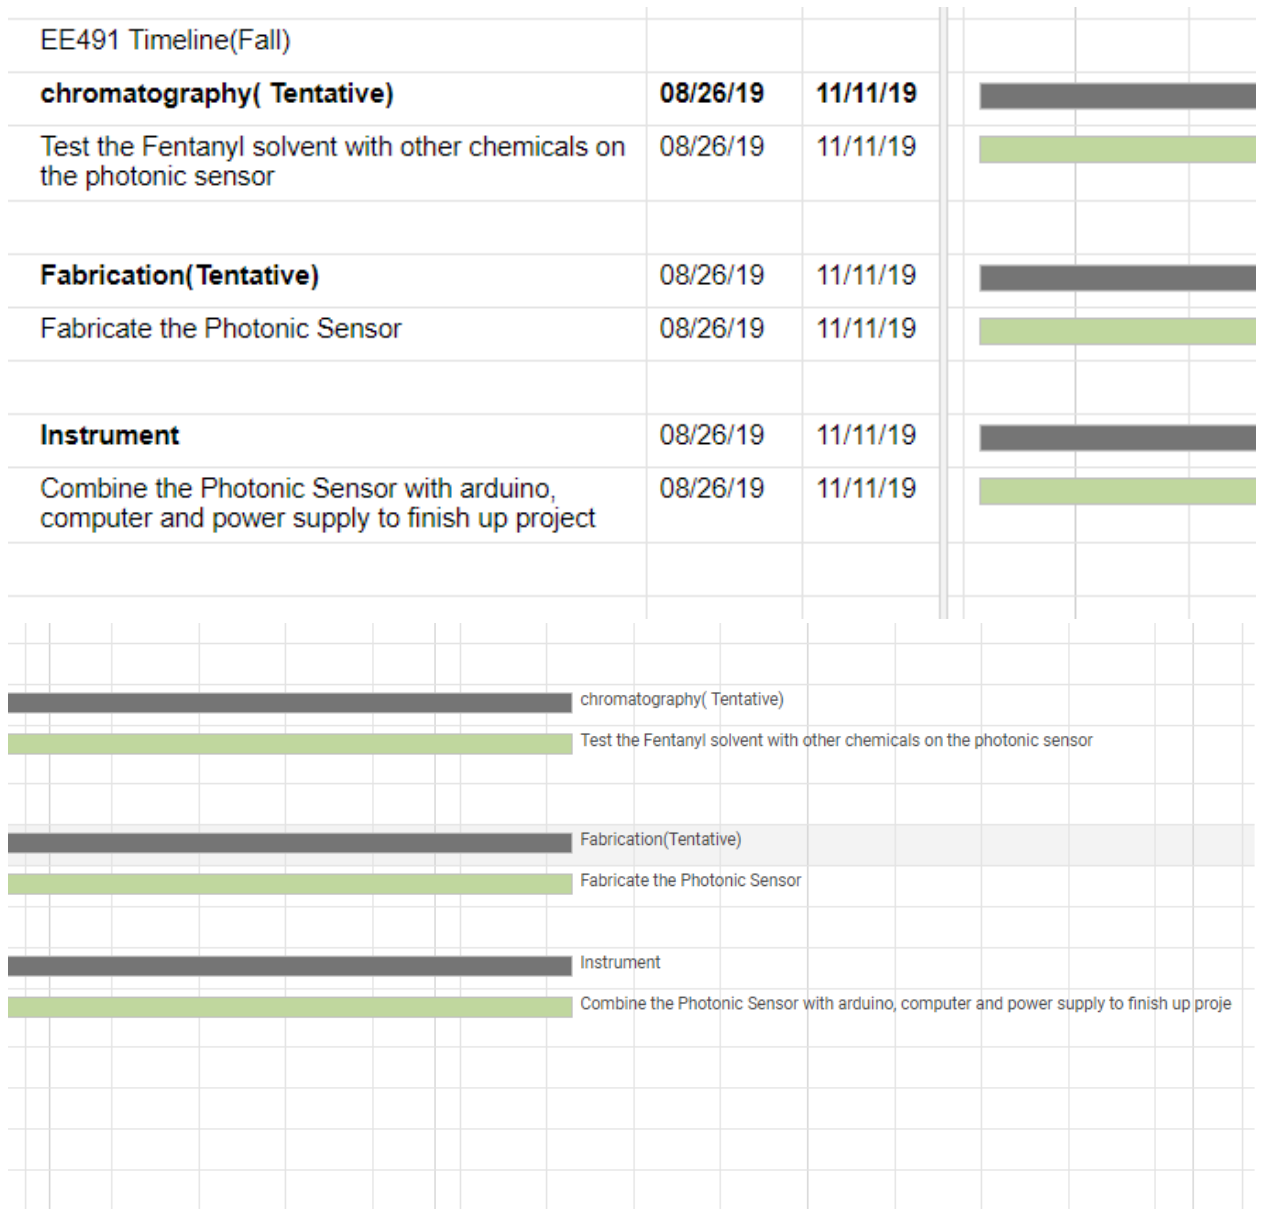 EE491 Timeline(Fall)
chromatography( Tentative) 08/26/19 11/11/19
Test the Fentanyl solvent with other chemicals on 08/26/19 11/11/19
the photonic sensor
Fabrication(Tentative) 08/26/19 11/11/19
Fabricate the Photonic Sensor 08/26/19 11/11/19
Instrument 08/26/19 11/11/19
Combine the Photonic Sensor with arduino, 08/26/19 11/11/19
computer and power supply to finish up project
chromatography( Tentative)
Test the Fentanyl solvent with other chemicals on the photonic sensor
Fabrication(Tentative)
Fabricate the Photonic Sensor
Instrument
Combine the Photonic Sensor with arduino, computer and power supply to finish up proje